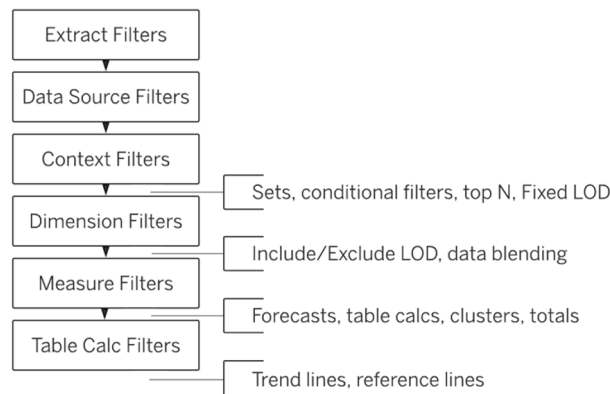 Extract Filters
Data Source Filters
Context Filters
Sets, conditional filters, top N, Fixed LOD
Dimension Filters
Include/Exclude LOD, data blending
Measure Filters
Forecasts, table calcs, clusters, totals
Table Calc Filters
Trend lines, reference lines